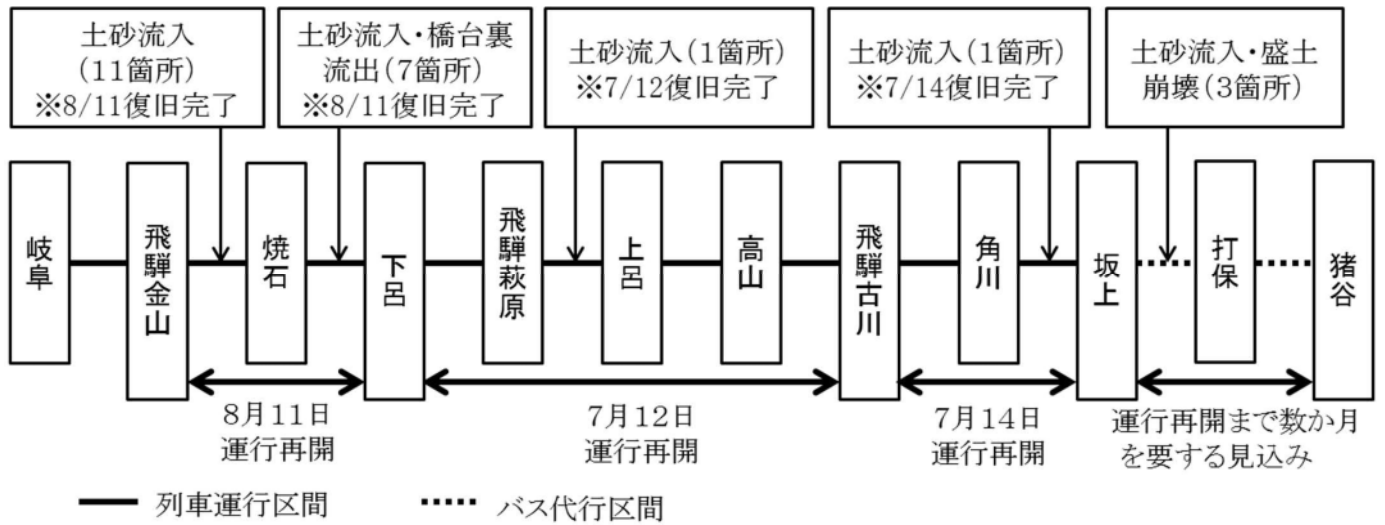 土砂流入
(11箇所)
※8/11復旧完了
土砂流入・橋台裏
流出(7箇所)
※8/11復旧完了
土砂流入(1箇所)
※7/12復旧完了
土砂流入(1箇所)
※7/14復旧完了
土砂流入・盛土
崩壊(3箇所)
岐阜
飛騨金山
焼石
下呂
飛騨萩原
上呂
高山
飛騨古川
角川
坂上
打保
猪谷
8月11日
運行再開
7月12日
運行再開
7月14日
運行再開
運行再開まで数か月
を要する見込み
列車運行区間
バス代行区間